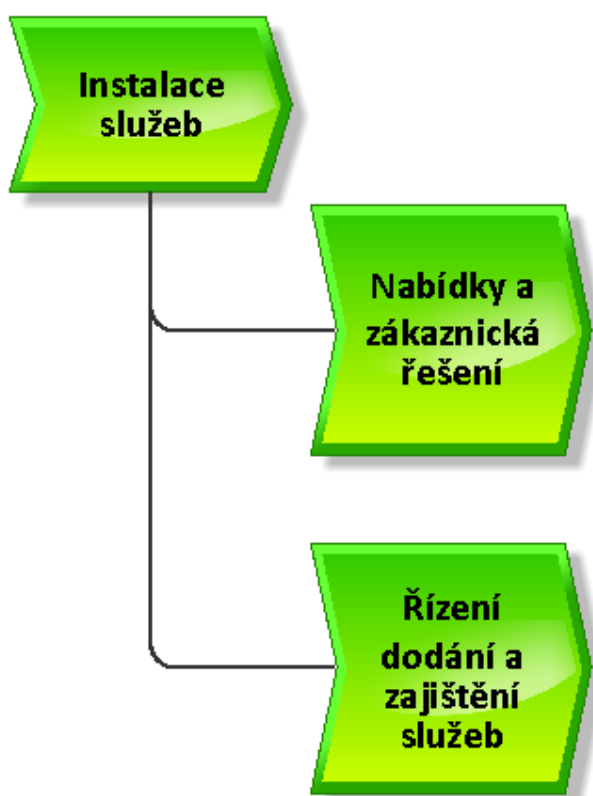 Instalace
služeb
Nabídky a
zákaznická
řešení
Řízení
dodání a
zajištění
služeb